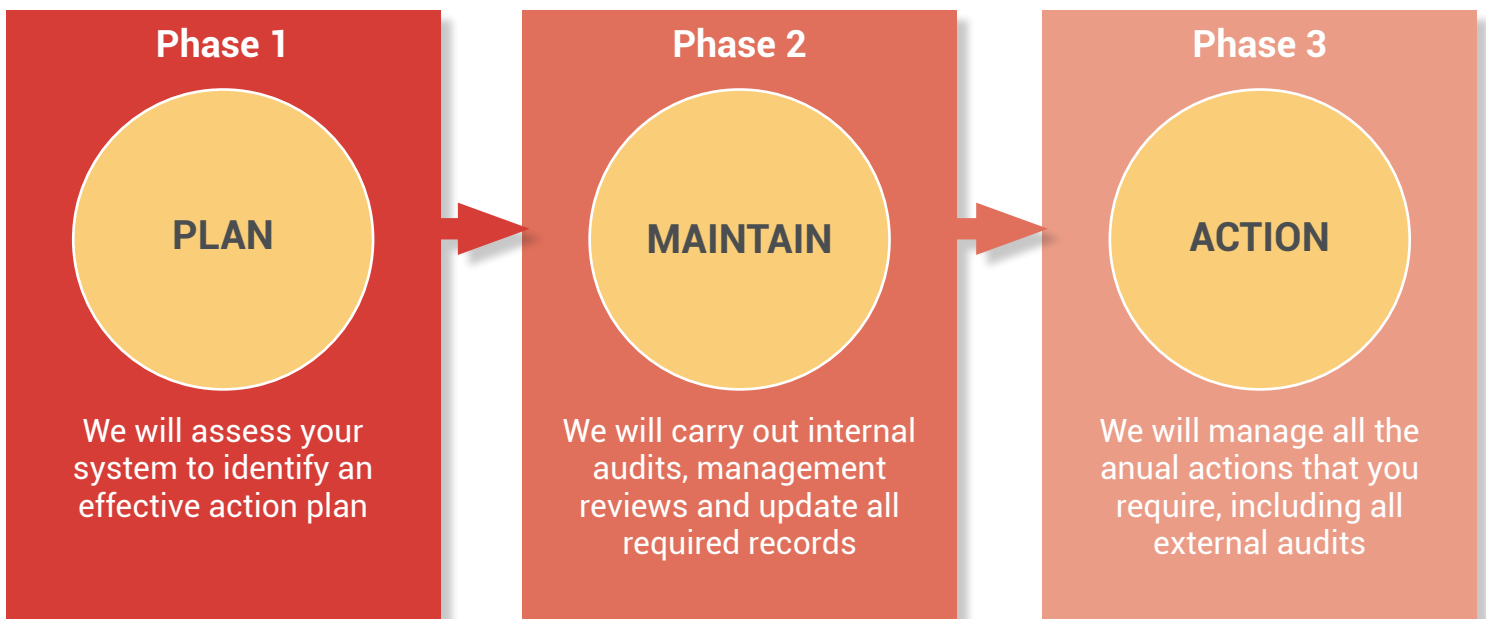 Phase 1
PLAN
We will assess your
system to identify an
effective action plan
Phase 2
MAINTAIN
We will carry out internal
audits, management
reviews and update all
required records
Phase 3
ACTION
We will manage all the
anual actions that you
require, including all
external audits